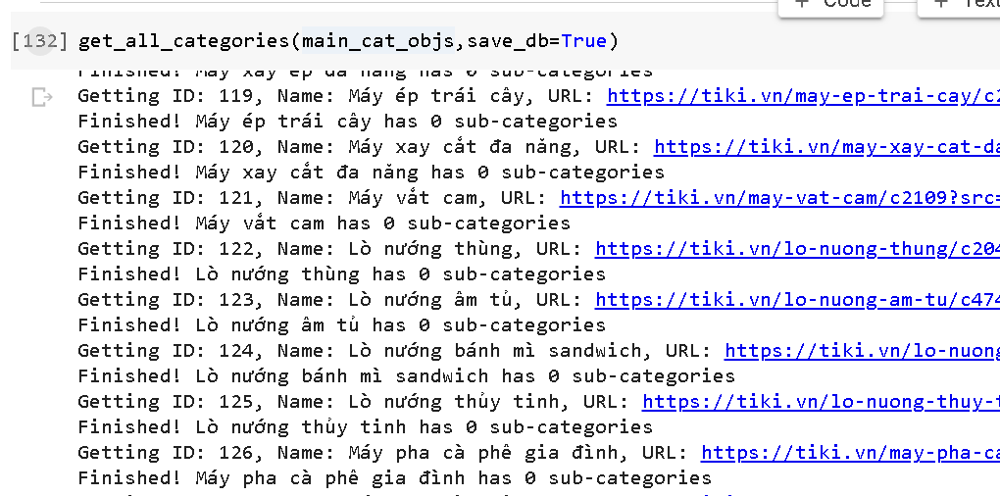 + Code
+ Text
[132] get_all_categories(main_cat_objs,save_db=True)
Finished! Máy xay ép đa năng has 0 sub-categories
Getting ID: 119, Name: Máy ép trái cây, URL: https://tiki.vn/may-ep-trai-cay/c2
Finished! Máy ép trái cây has 0 sub-categories
Getting ID: 120, Name: Máy xay cắt đa năng, URL: https://tiki.vn/may-xay-cat-da
Finished! Máy xay cắt đa năng has 0 sub-categories
Getting ID: 121, Name: Máy vắt cam, URL: https://tiki.vn/may-vat-cam/c2109?src=
Finished! Máy vắt cam has 0 sub-categories
Getting ID: 122, Name: Lò nướng thùng, URL: https://tiki.vn/lo-nuong-thung/c204
Finished! Lò nướng thùng has 0 sub-categories
Getting ID: 123, Name: Lò nướng âm tủ, URL: https://tiki.vn/lo-nuong-am-tu/c474
Finished! Lò nướng âm tủ has 0 sub-categories
Getting ID: 124, Name: Lò nướng bánh mì sandwich, URL: https://tiki.vn/lo-nuong
Finished! Lò nướng bánh mì sandwich has 0 sub-categories
Getting ID: 125, Name: Lò nướng thủy tinh, URL: https://tiki.vn/lo-nuong-thuy-t
Finished! Lò nướng thủy tinh has 0 sub-categories
Getting ID: 126, Name: Máy pha cà phê gia đình, URL: https://tiki.vn/may-pha-ca
Finished! Máy pha cà phê gia đình has 0 sub-categories